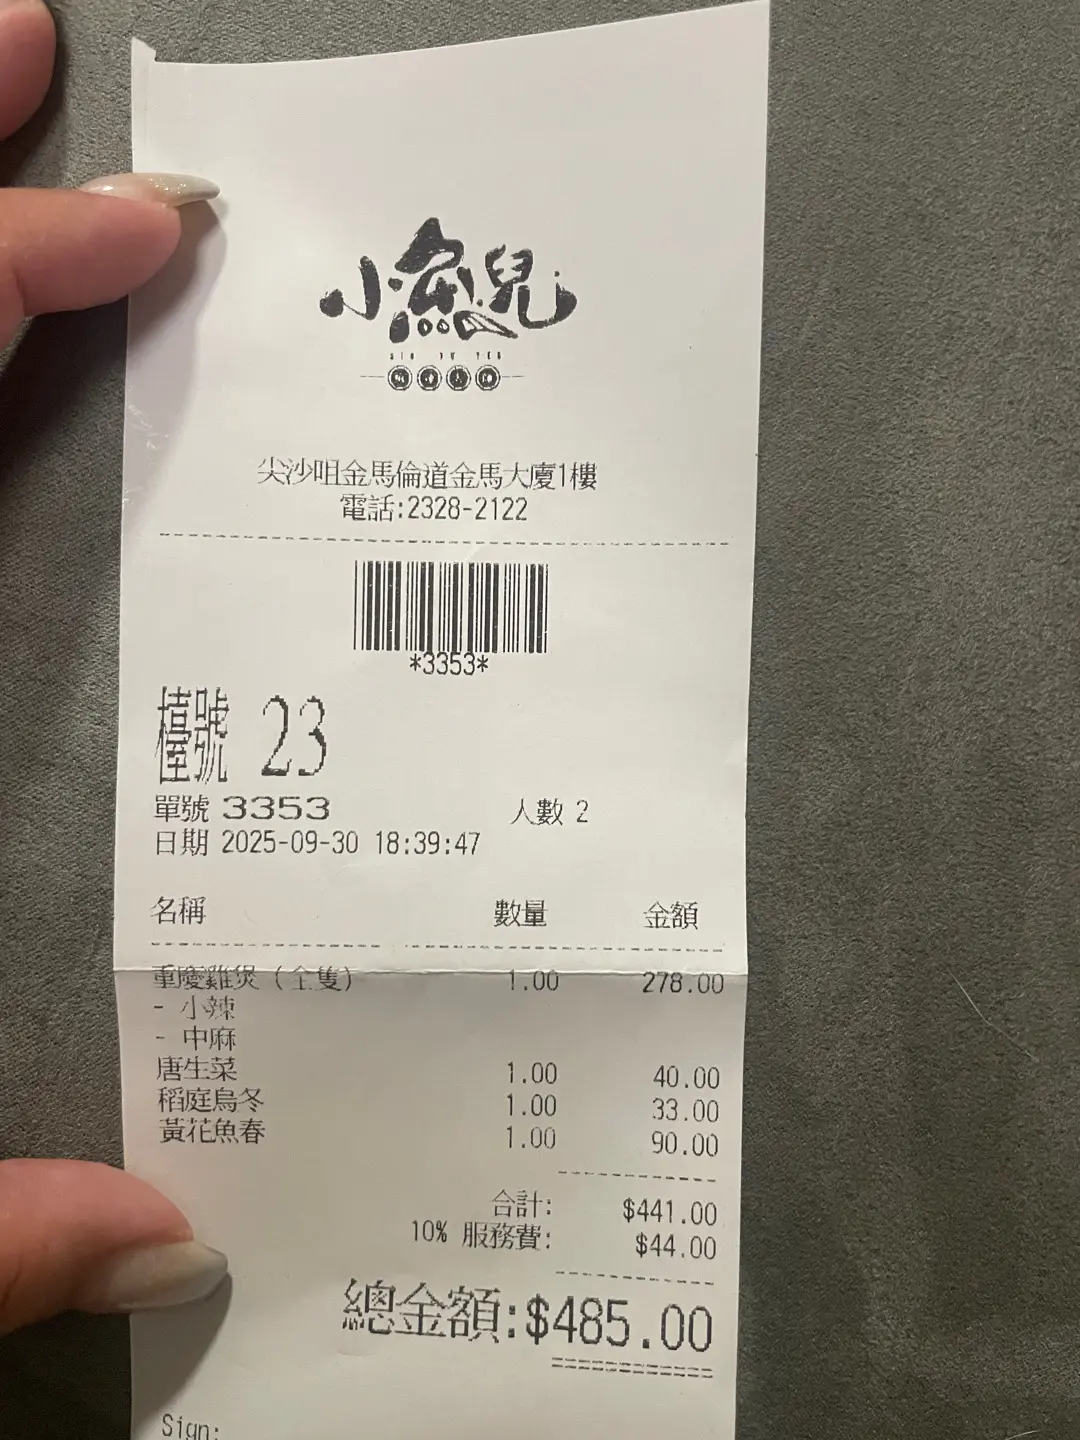 小魚兒
尖沙咀金馬倫道金馬大廈1樓
電話:2328-2122
*3353*
檯號 23
單號 3353 人數 2
日期 2025-09-30 18:39:47
名稱 數量 金額
重慶雞煲（全隻） 1.00 278.00
- 小辣
- 中麻
唐生菜 1.00 40.00
稻庭烏冬 1.00 33.00
黃花魚春 1.00 90.00
合計: $441.00
10% 服務費: $44.00
總金額:$485.00
Sign: